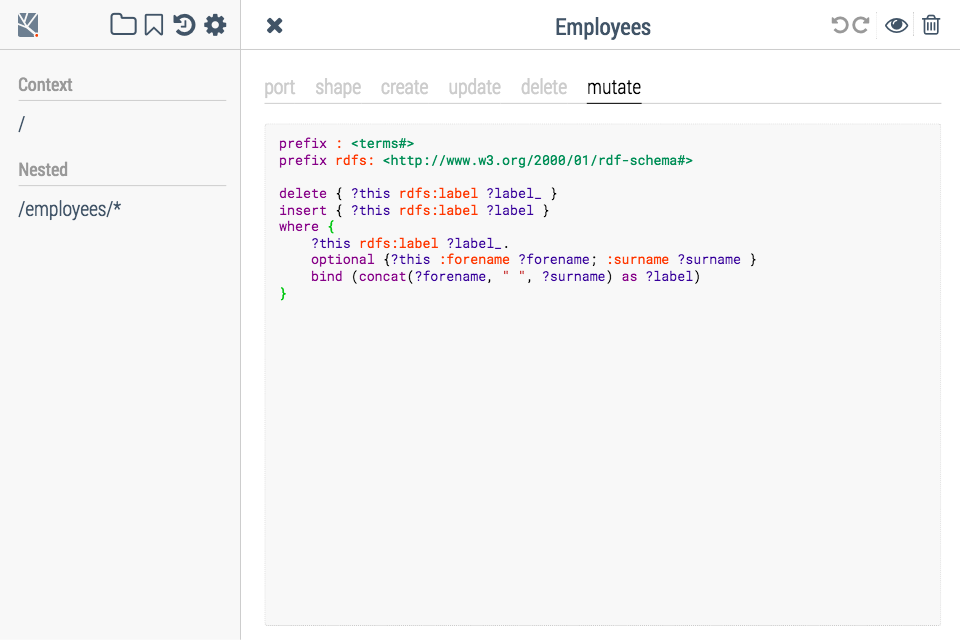 Employees
Context
/
Nested
/employees/*
port shape create update delete mutate
prefix : <terms#>
prefix rdfs: <http://www.w3.org/2000/01/rdf-schema#>
delete { ?this rdfs:label ?label_ }
insert { ?this rdfs:label ?label }
where {
?this rdfs:label ?label_.
optional {?this :forename ?forename; :surname ?surname }
bind (concat(?forename, " ", ?surname) as ?label)
}